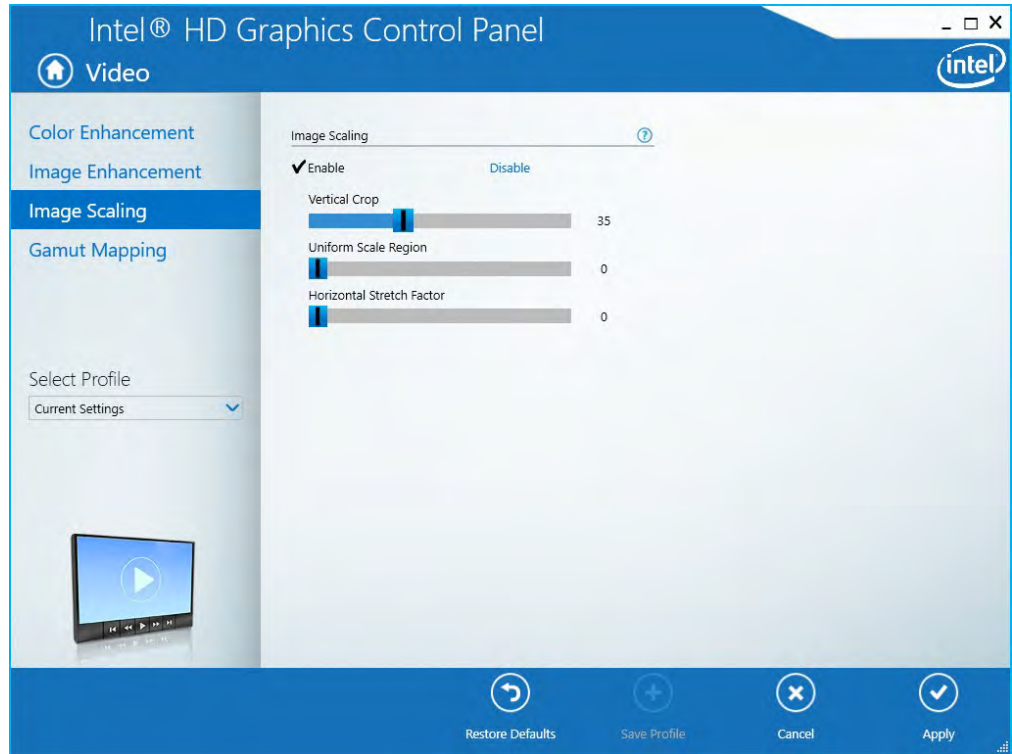 Intel® HD Graphics Control Panel
Video
intel
Color Enhancement
Image Enhancement
Image Scaling
Gamut Mapping
Select Profile
Current Settings
Image Scaling ?
Enable Disable
Vertical Crop
35
Uniform Scale Region
0
Horizontal Stretch Factor
0
Restore Defaults Save Profile Cancel Apply